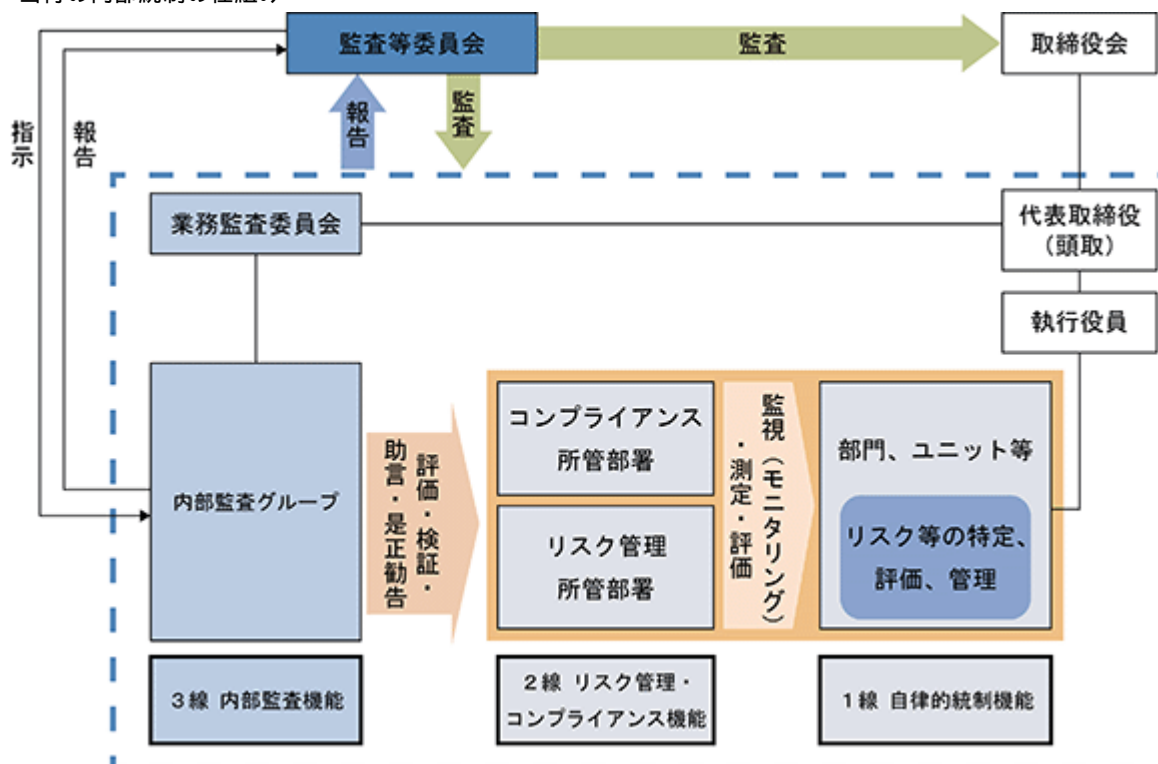 監査等委員会
監査
取締役会
指示
報告
報告
監査
業務監査委員会
代表取締役
（頭取）
執行役員
内部監査グループ
評価・検証・
助言・是正勧告
コンプライアンス
所管部署
リスク管理
所管部署
監視（モニタリング）
・測定・評価
部門、ユニット等
リスク等の特定、
評価、管理
３線 内部監査機能
２線 リスク管理・
コンプライアンス機能
１線 自律的統制機能